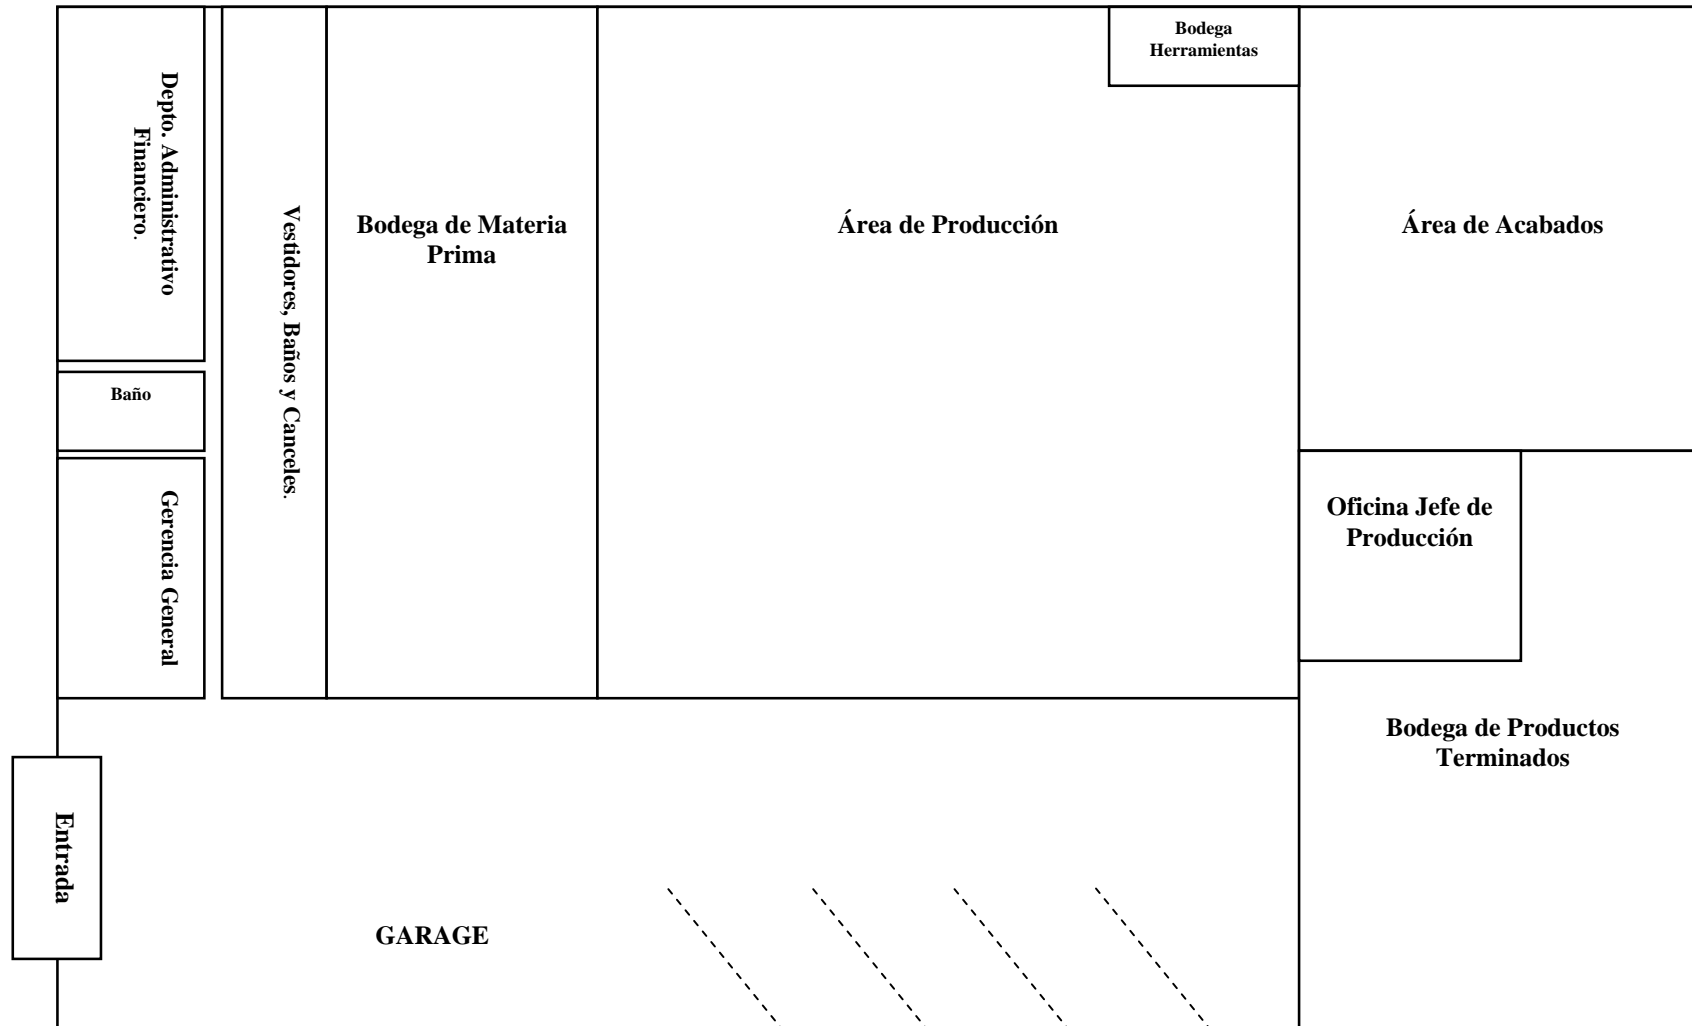 Bodega
Herramientas
Depto. Administrativo
Financiero.
Vestidores, Baños y Canceles.
Bodega de Materia
Prima
Área de Producción
Área de Acabados
Baño
Gerencia General
Oficina Jefe de
Producción
Bodega de Productos
Terminados
Entrada
GARAGE